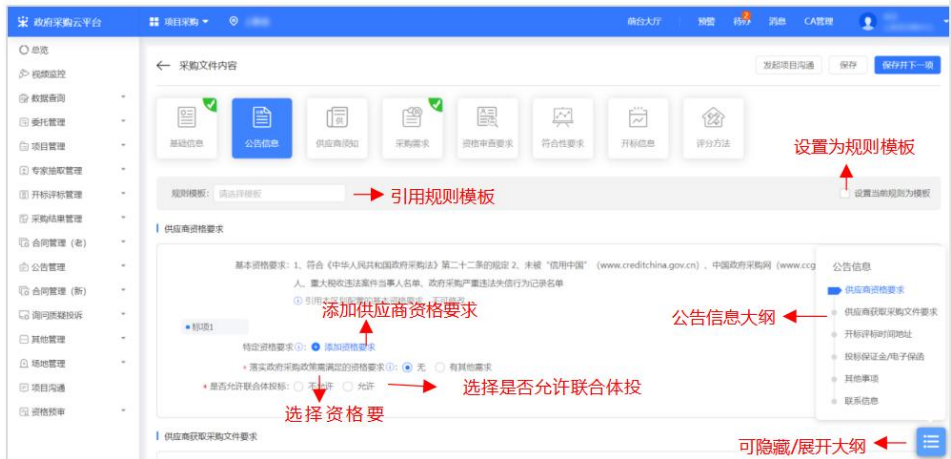 政府采购云平台
项目采购
前台大厅
预警
待办
2
消息
CA管理
总览
视频监控
数据查询
委托管理
项目管理
专家抽取管理
开标评标管理
采购结果管理
合同管理（老）
公告管理
合同管理（新）
询问质疑投诉
其他管理
场地管理
项目沟通
资格预审
← 采购文件内容
发起项目沟通
保存
保存并下一项
基础信息
公告信息
供应商须知
采购需求
资格审查要求
符合性要求
开标信息
评分方法
设置为规则模板
规则模板：
请选择模板
引用规则模板
设置当前规则为模板
供应商资格要求
基本资格要求：1、符合《中华人民共和国政府采购法》第二十二条的规定 2、未被“信用中国”（www.creditchina.gov.cn）、中国政府采购网（www.ccg
人、重大税收违法案件当事人名单、政府采购严重违法失信行为记录名单
添加供应商资格要求
标项1
特定资格要求：
添加资格要求
* 落实政府采购政策需满足的资格要求： 无 有其他需求
* 是否允许联合体投标： 不允许 允许
选择是否允许联合体投
选择资格要
公告信息
供应商资格要求
供应商获取采购文件要求
开标评标时间地址
投标保证金/电子保函
其他事项
联系信息
公告信息大纲
供应商获取采购文件要求
可隐藏/展开大纲